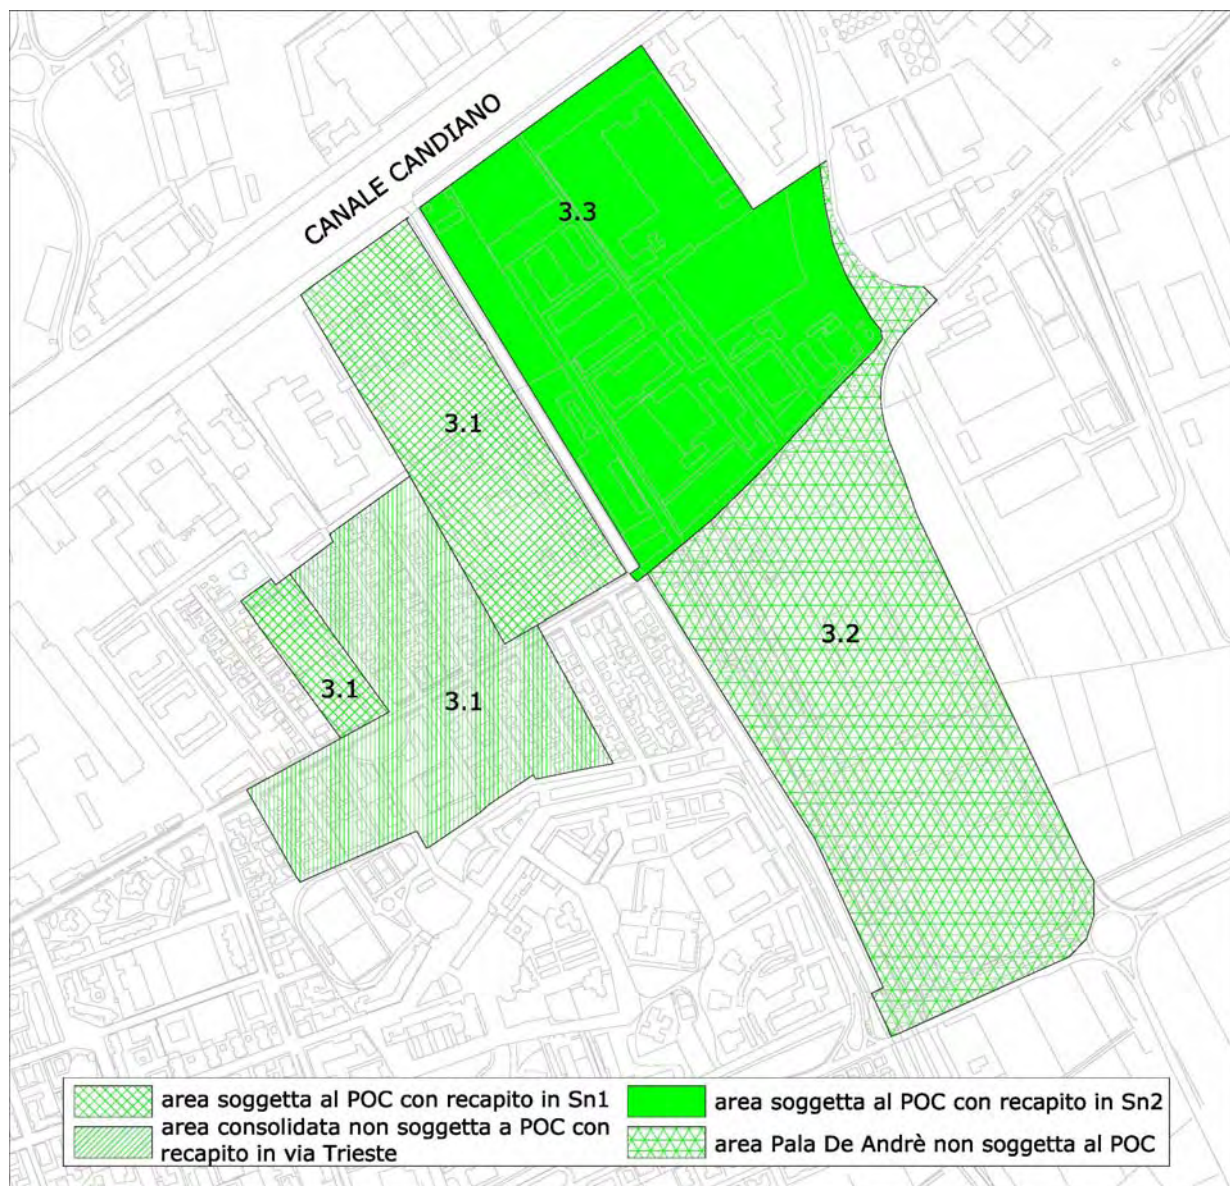 CANALE CANDIANO
3.3
3.1
3.2
3.1
3.1
area soggetta al POC con recapito in Sn1
area consolidata non soggetta a POC con
recapito in via Trieste
area soggetta al POC con recapito in Sn2
area Pala De Andrè non soggetta al POC